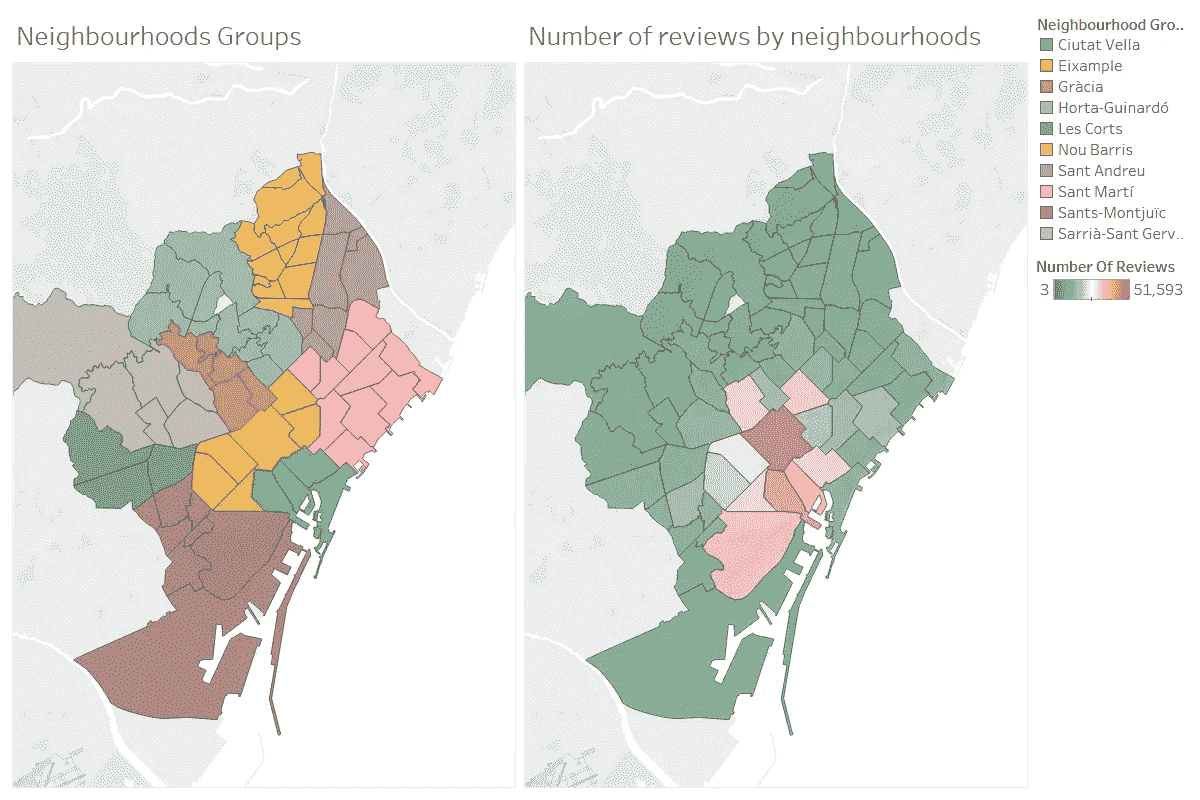 Neighbourhoods Groups
Number of reviews by neighbourhoods
Neighbourhood Gro..
Ciutat Vella
Eixample
Gràcia
Horta-Guinardó
Les Corts
Nou Barris
Sant Andreu
Sant Martí
Sants-Montjuïc
Sarrià-Sant Gerv..
Number Of Reviews
3 51,593